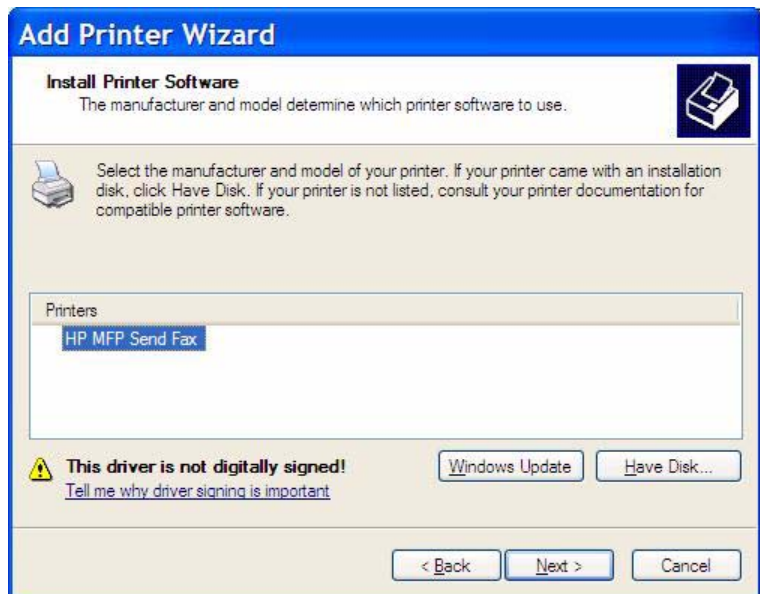 Add Printer Wizard
Install Printer Software
The manufacturer and model determine which printer software to use.
Select the manufacturer and model of your printer. If your printer came with an installation
disk, click Have Disk. If your printer is not listed, consult your printer documentation for
compatible printer software.
Printers
HP MFP Send Fax
This driver is not digitally signed!
Tell me why driver signing is important
Windows Update
Have Disk...
< Back
Next >
Cancel